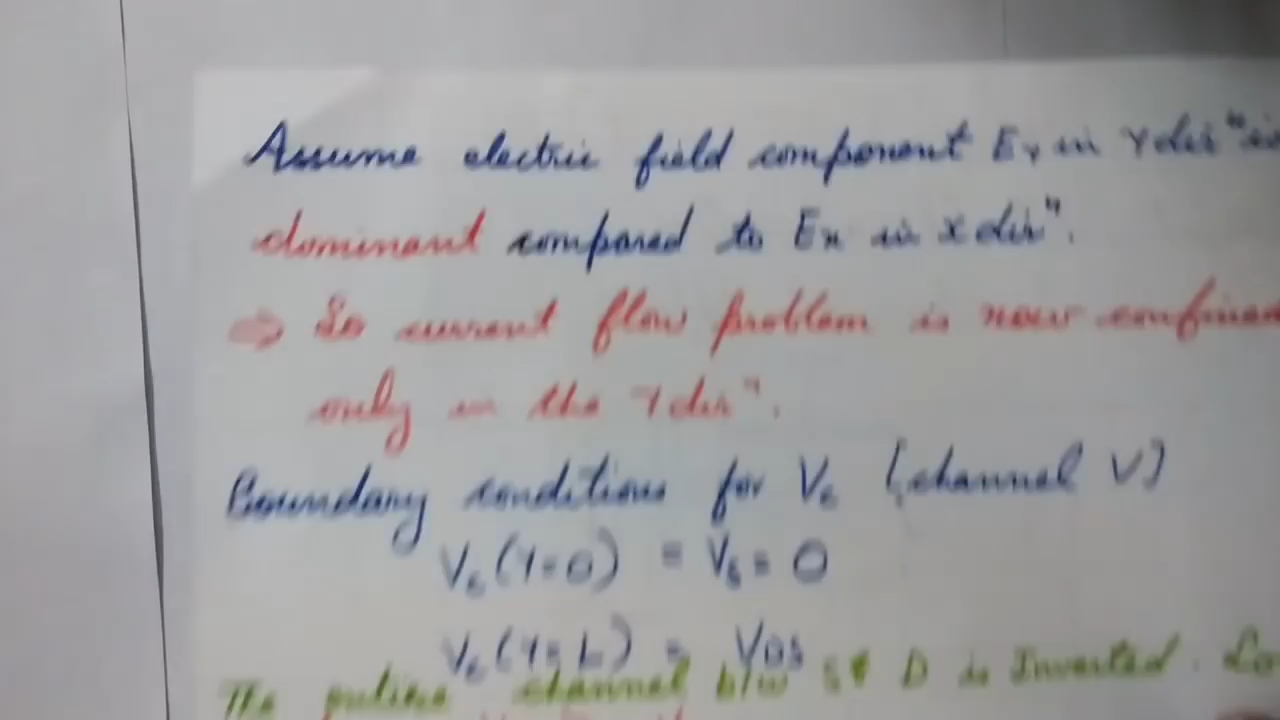 Assume electric field component Ey in Y dirⁿ is
dominant compared to Ex in x dirⁿ.
⇒ So current flow problem is now confined
only in the Y dirⁿ.
Boundary conditions for Vc (channel V)
Vc (Y=0) = Vs = 0
Vc (Y=L) = VDS
The entire channel b/w S & D is Inverted. So